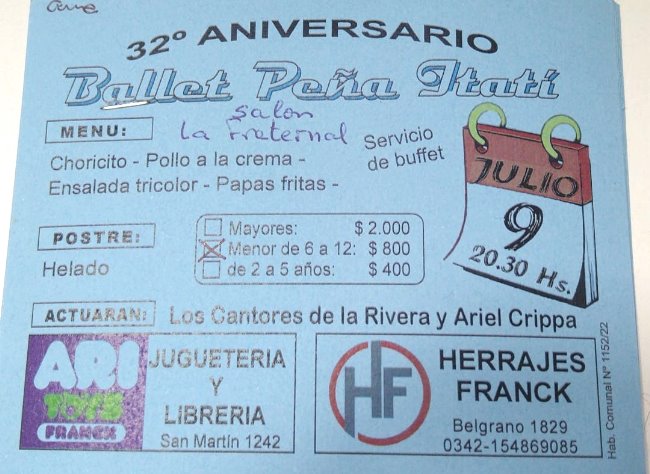 32º ANIVERSARIO
Ballet Peña Itatí
salon
la fraternal
MENU:
Choricito - Pollo a la crema -
Ensalada tricolor - Papas fritas -
Servicio
de buffet
JULIO
9
20.30 Hs.
POSTRE:
Helado
Mayores: $ 2.000
Menor de 6 a 12: $ 800
de 2 a 5 años: $ 400
ACTUARAN: Los Cantores de la Rivera y Ariel Crippa
ARI
TOYS
FRANCK
JUGUETERIA
Y
LIBRERIA
San Martín 1242
HF
HERRAJES
FRANCK
Belgrano 1829
0342-154869085
Hab. Comunal Nº 1152/22